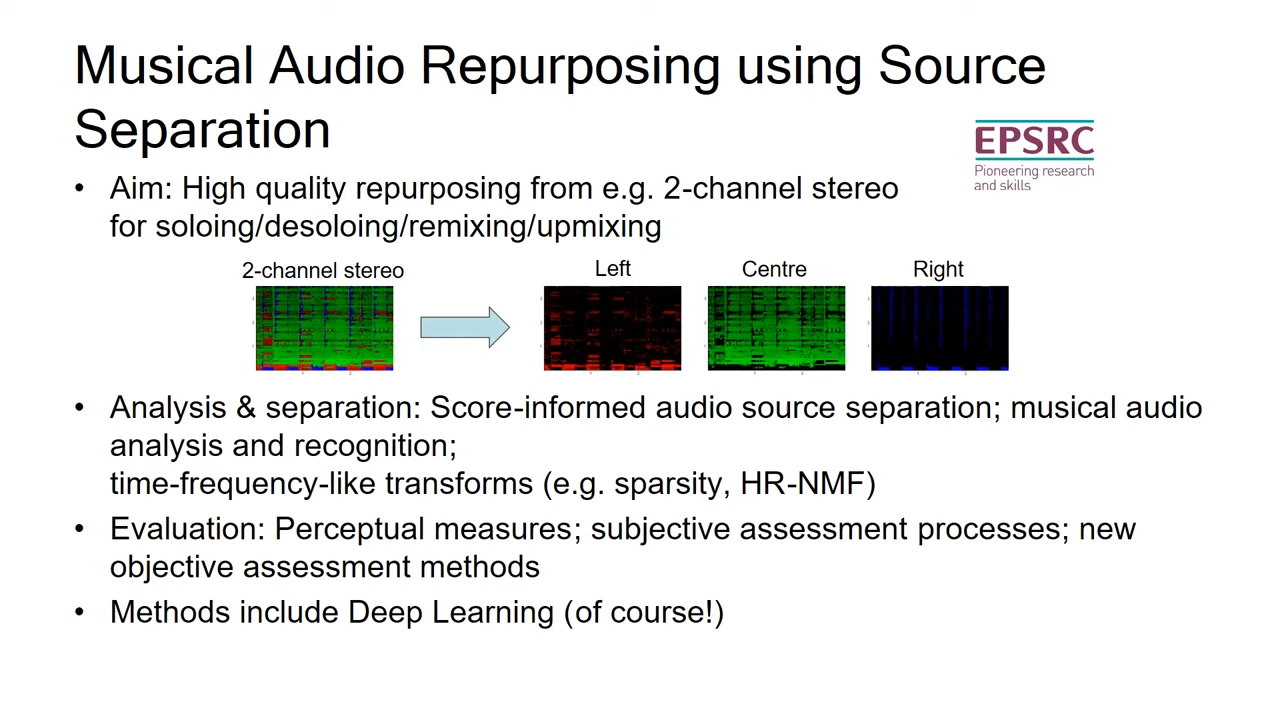 Musical Audio Repurposing using Source
Separation
EPSRC
Pioneering research
and skills
• Aim: High quality repurposing from e.g. 2-channel stereo
for soloing/desoloing/remixing/upmixing
2-channel stereo
Left
Centre
Right
• Analysis & separation: Score-informed audio source separation; musical audio
analysis and recognition;
time-frequency-like transforms (e.g. sparsity, HR-NMF)
• Evaluation: Perceptual measures; subjective assessment processes; new
objective assessment methods
• Methods include Deep Learning (of course!)